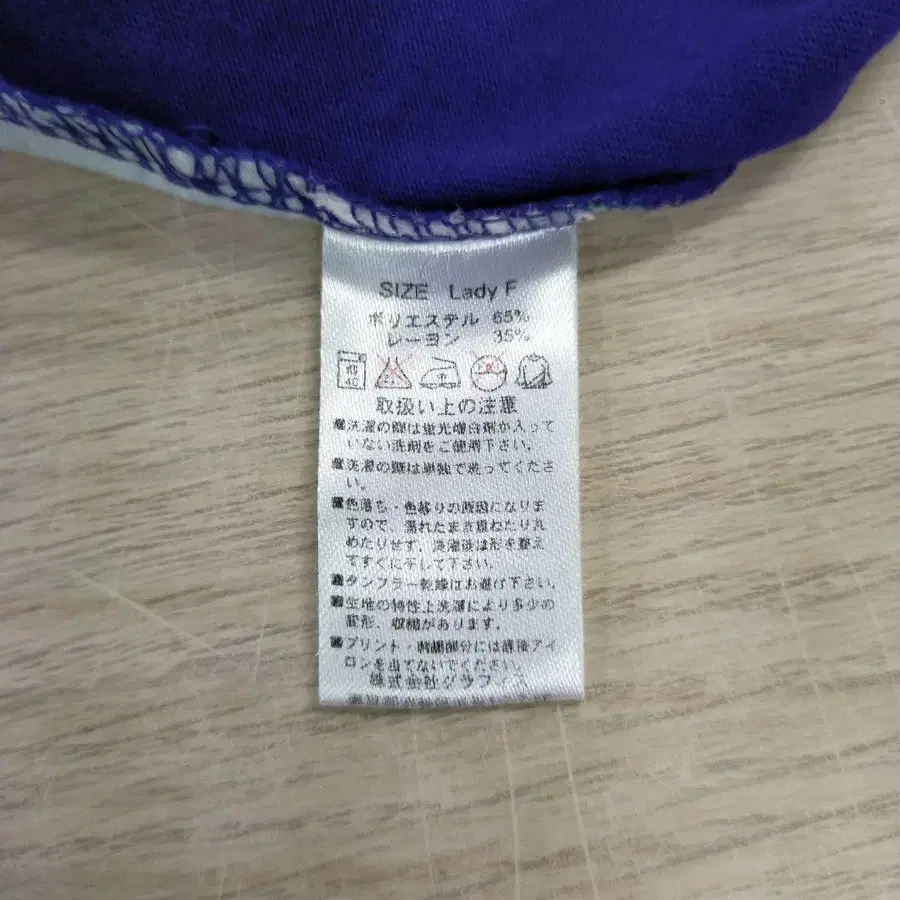 SIZE Lady F
ポリエステル 65%
レーヨン 35%
40
取扱い上の注意
洗濯の際は蛍光増白剤が入って
いない洗剤をご使用下さい。
洗濯の際は単独で洗ってくださ
い。
色落ち・色移りの原因になりま
すので、濡れたまま重ねたり丸
めたりせず、洗濯後は形を整え
てすぐに干して下さい。
タンブラー乾燥はお避け下さい。
生地の特性上洗濯により多少の
変形、収縮があります。
プリント・刺繍部分には直接アイ
ロンを当てないでください。
株式会社グラフィス